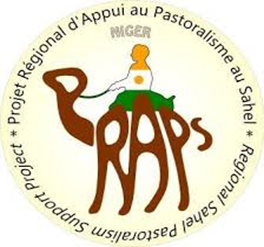 * Projet Régional d'Appui au Pastoralisme au Sahel *
NIGER
PRAPS
Regional Sahel Pastoralism Support Project